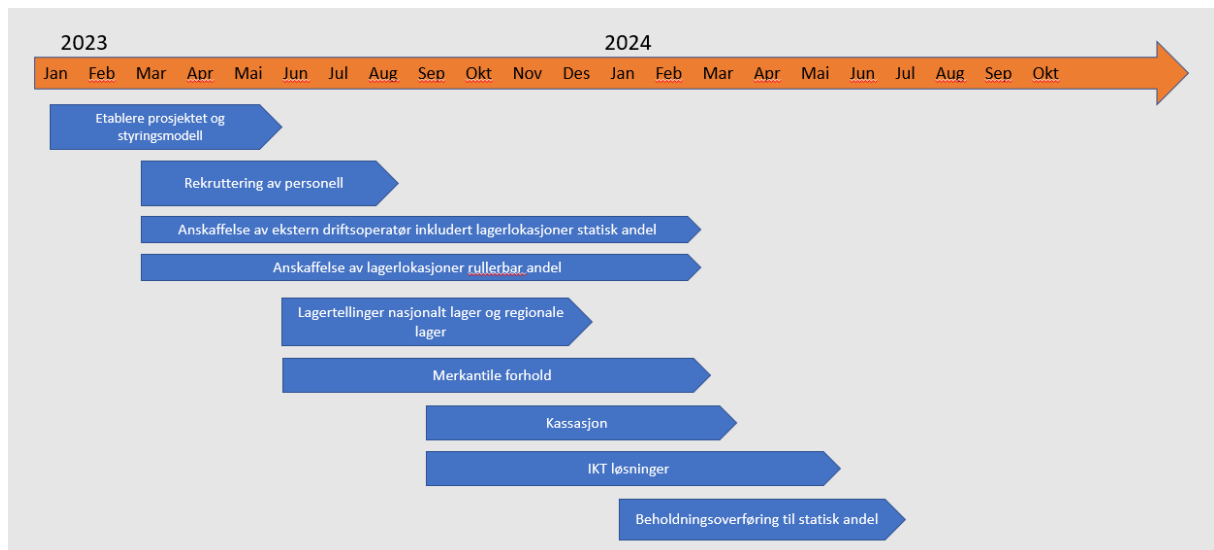 2023 2024
Jan Feb Mar Apr Mai Jun Jul Aug Sep Okt Nov Des Jan Feb Mar Apr Mai Jun Jul Aug Sep Okt
Etablere prosjektet og
styringsmodell
Rekruttering av personell
Anskaffelse av ekstern driftsoperatør inkludert lagerlokasjoner statisk andel
Anskaffelse av lagerlokasjoner rullerbar andel
Lagertellinger nasjonalt lager og regionale
lager
Merkantile forhold
Kassasjon
IKT løsninger
Beholdningsoverføring til statisk andel